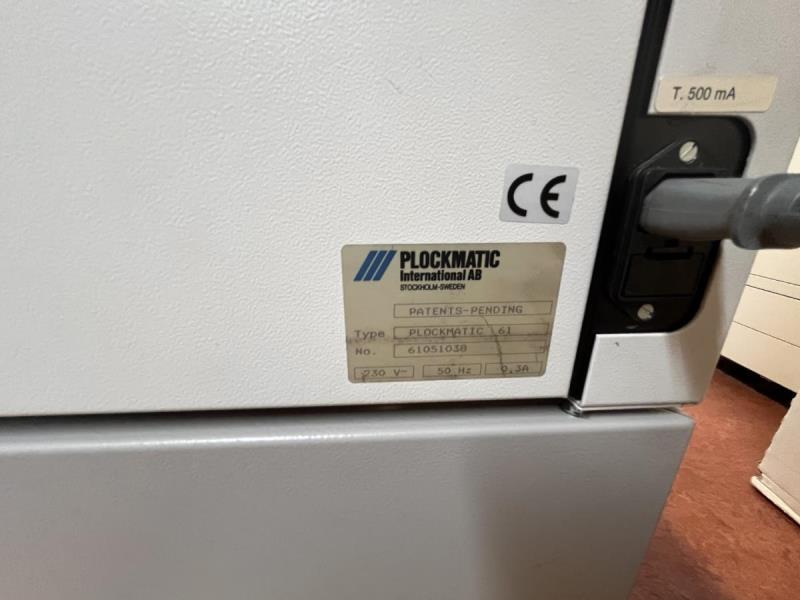 T. 500 mA
CE
PLOCKMATIC
International AB
STOCKHOLM-SWEDEN
PATENTS-PENDING
Type PLOCKMATIC 61
No. 61051038
230 V~ 50 Hz 0.3A